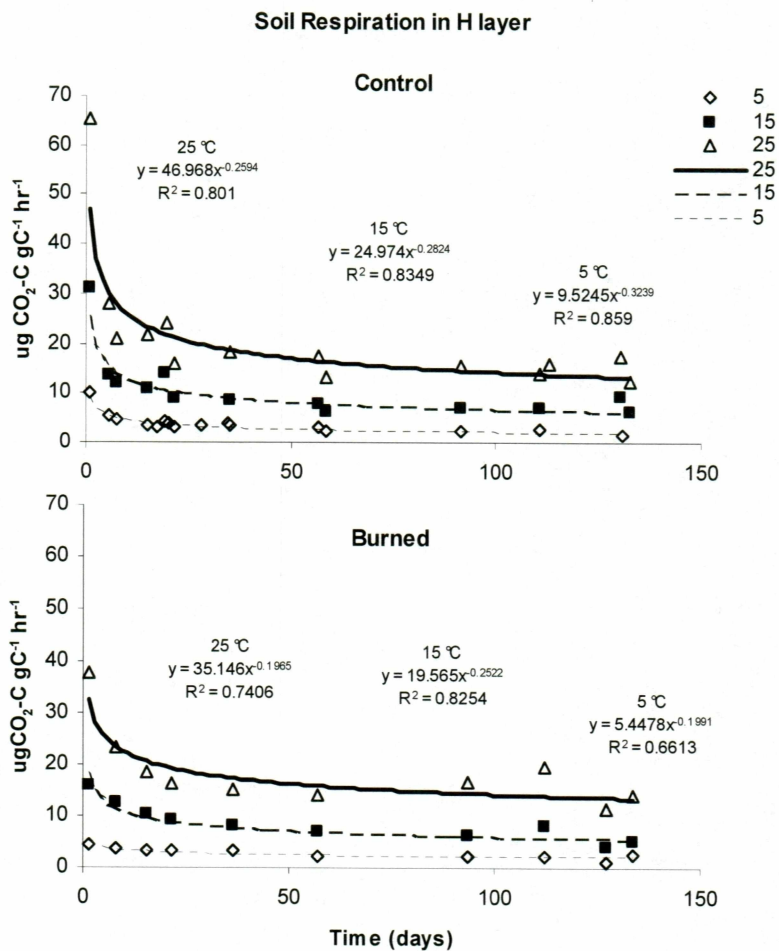 Soil Respiration in H layer
Control
70
60
50
40
30
20
10
0
ug CO₂-C gC⁻¹ hr⁻¹
25 °C
y = 46.968x⁻⁰·²⁵⁹⁴
R² = 0.801
15 °C
y = 24.974x⁻⁰·²⁸²⁴
R² = 0.8349
5 °C
y = 9.5245x⁻⁰·³²³⁹
R² = 0.859
5
15
25
25
15
5
0 50 100 150
Burned
70
60
50
40
30
20
10
0
ugCO₂-C gC⁻¹ hr⁻¹
25 °C
y = 35.146x⁻⁰·¹⁹⁶⁵
R² = 0.7406
15 °C
y = 19.565x⁻⁰·²⁵²²
R² = 0.8254
5 °C
y = 5.4478x⁻⁰·¹⁹⁹¹
R² = 0.6613
0 50 100 150
Time (days)